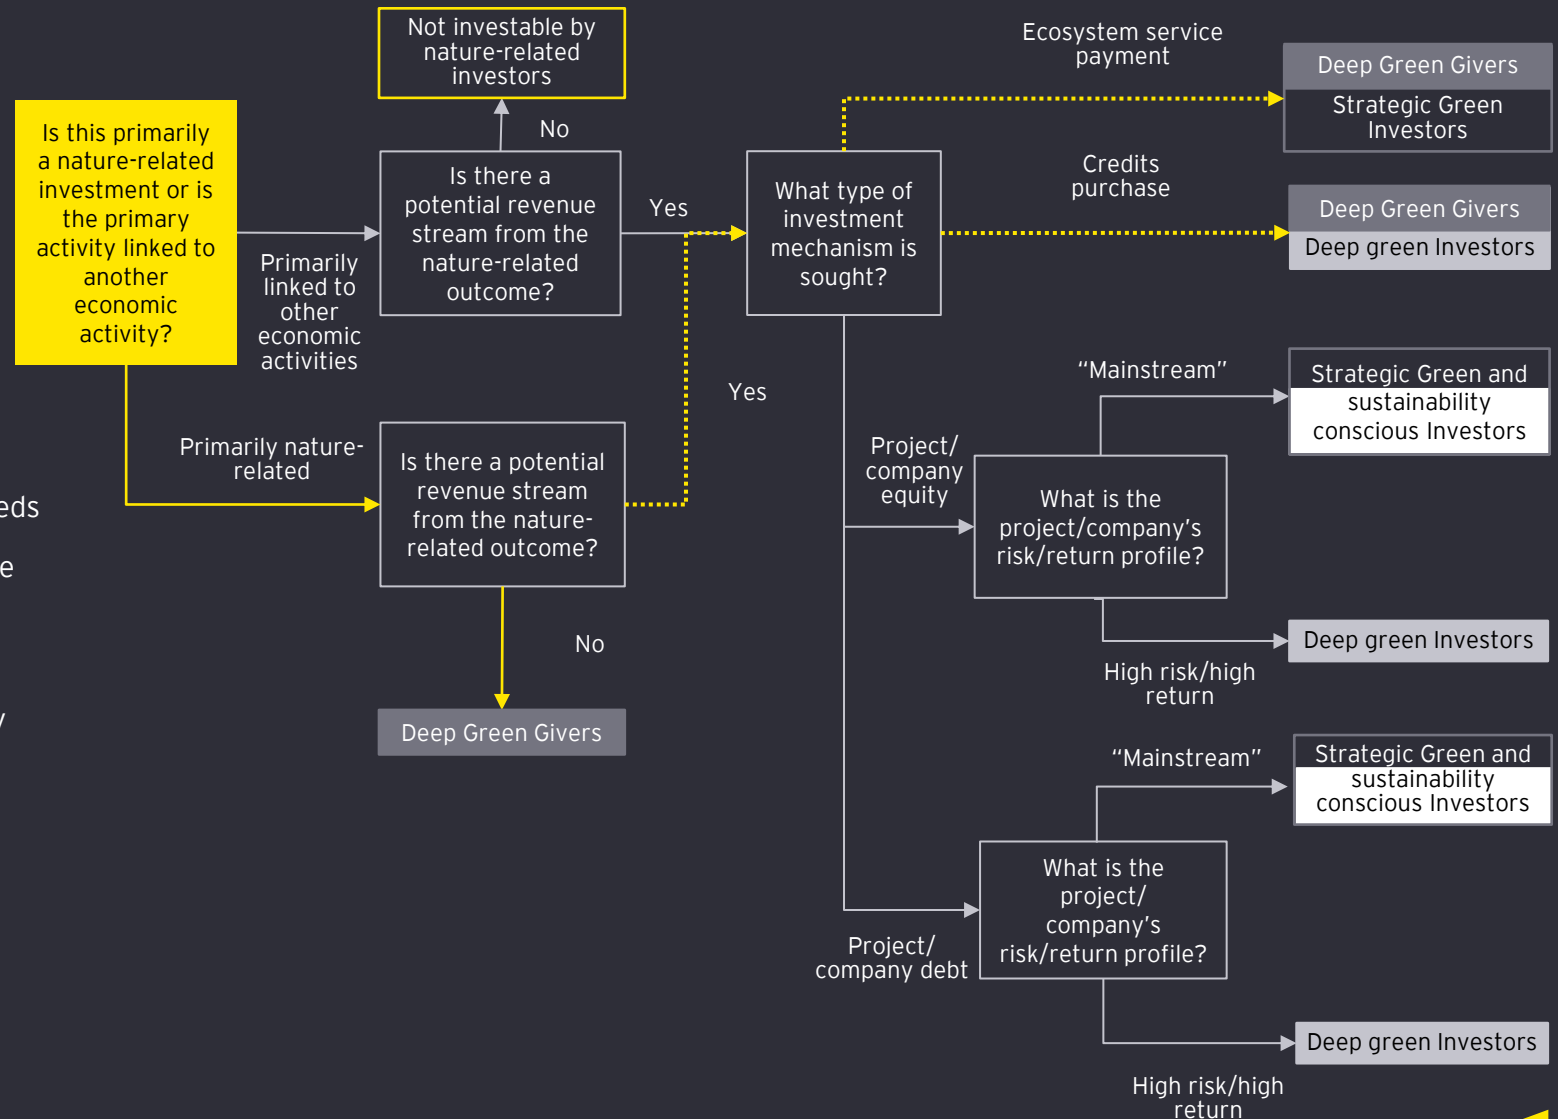 Not investable by
nature-related
investors
Is this primarily
a nature-related
investment or is
the primary
activity linked to
another
economic
activity?
No
Is there a
potential revenue
stream from the
nature-related
outcome?
Primarily
linked to
other
economic
activities
Yes
What type of
investment
mechanism is
sought?
Ecosystem service
payment
Deep Green Givers
Strategic Green
Investors
Credits
purchase
Deep Green Givers
Deep green Investors
Yes
Primarily nature-
related
Is there a potential
revenue stream
from the nature-
related outcome?
No
Deep Green Givers
"Mainstream"
Strategic Green and
sustainability
conscious Investors
Project/
company
equity
What is the
project/company's
risk/return profile?
Deep green Investors
High risk/high
return
"Mainstream"
Strategic Green and
sustainability
conscious Investors
What is the
project/
company's
risk/return profile?
Project/
company debt
Deep green Investors
High risk/high
return